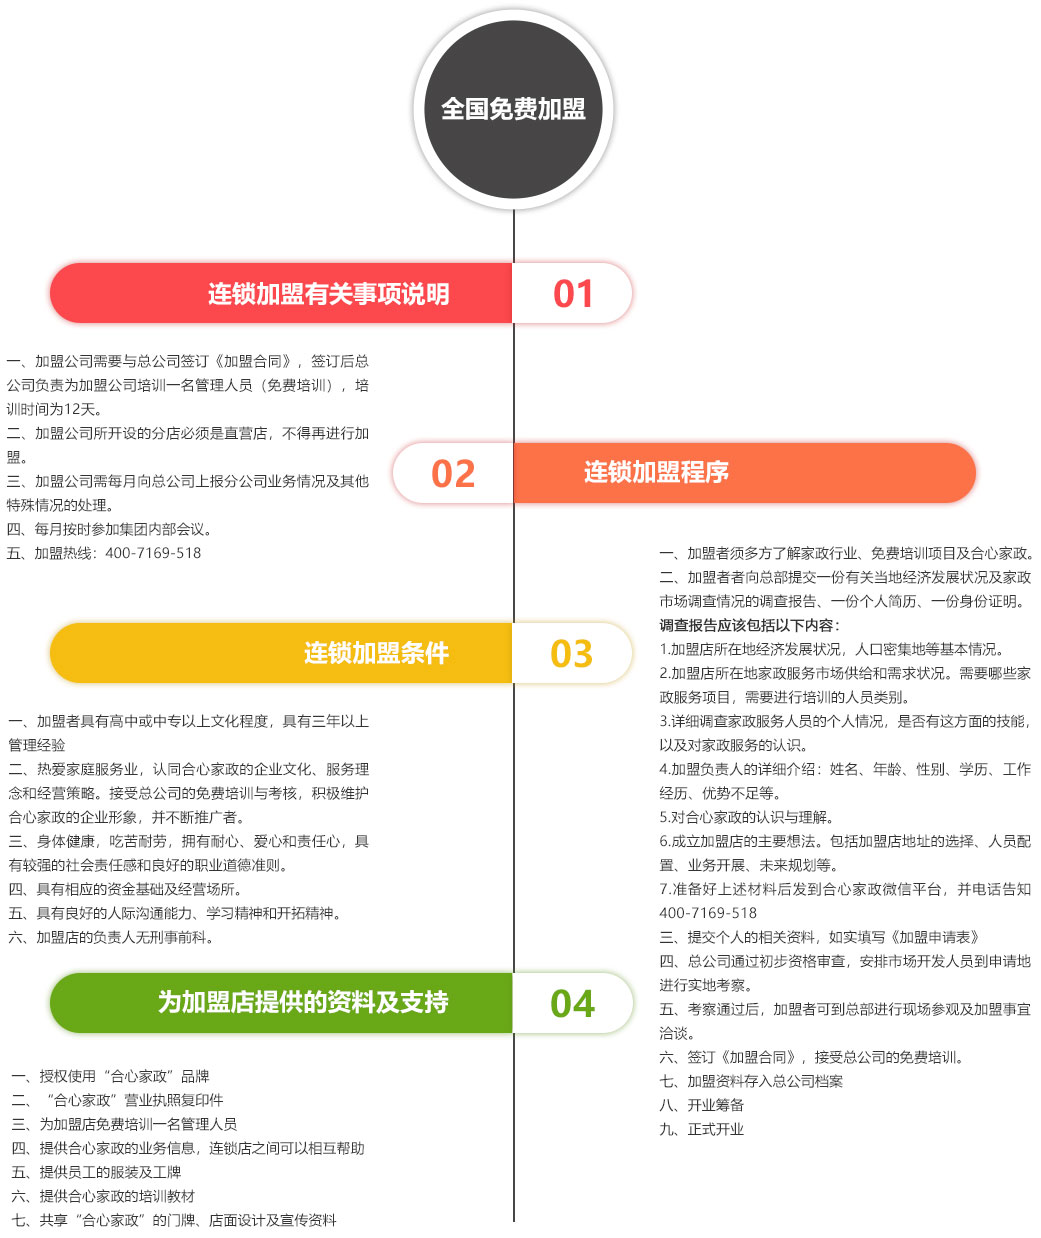 全国免费加盟
连锁加盟有关事项说明
01
一、加盟公司需要与总公司签订《加盟合同》，签订后总
公司负责为加盟公司培训一名管理人员（免费培训），培
训时间为12天。
二、加盟公司所开设的分店必须是直营店，不得再进行加
盟。
三、加盟公司需每月向总公司上报分公司业务情况及其他
特殊情况的处理。
四、每月按时参加集团内部会议。
五、加盟热线：400-7169-518
02
连锁加盟程序
一、加盟者须多方了解家政行业、免费培训项目及合心家政。
二、加盟者者向总部提交一份有关当地经济发展状况及家政
市场调查情况的调查报告、一份个人简历、一份身份证明。
调查报告应该包括以下内容：
1.加盟店所在地经济发展状况，人口密集地等基本情况。
2.加盟店所在地家政服务市场供给和需求状况。需要哪些家
政服务项目，需要进行培训的人员类别。
3.详细调查家政服务人员的个人情况，是否有这方面的技能，
以及对家政服务的认识。
4.加盟负责人的详细介绍：姓名、年龄、性别、学历、工作
经历、优势不足等。
5.对合心家政的认识与理解。
6.成立加盟店的主要想法。包括加盟店地址的选择、人员配
置、业务开展、未来规划等。
7.准备好上述材料后发到合心家政微信平台，并电话告知
400-7169-518
三、提交个人的相关资料，如实填写《加盟申请表》
四、总公司通过初步资格审查，安排市场开发人员到申请地
进行实地考察。
五、考察通过后，加盟者可到总部进行现场参观及加盟事宜
洽谈。
六、签订《加盟合同》，接受总公司的免费培训。
七、加盟资料存入总公司档案
八、开业筹备
九、正式开业
连锁加盟条件
03
一、加盟者具有高中或中专以上文化程度，具有三年以上
管理经验
二、热爱家庭服务业，认同合心家政的企业文化、服务理
念和经营策略。接受总公司的免费培训与考核，积极维护
合心家政的企业形象，并不断推广者。
三、身体健康，吃苦耐劳，拥有耐心、爱心和责任心，具
有较强的社会责任感和良好的职业道德准则。
四、具有相应的资金基础及经营场所。
五、具有良好的人际沟通能力、学习精神和开拓精神。
六、加盟店的负责人无刑事前科。
为加盟店提供的资料及支持
04
一、授权使用“合心家政”品牌
二、“合心家政”营业执照复印件
三、为加盟店免费培训一名管理人员
四、提供合心家政的业务信息，连锁店之间可以相互帮助
五、提供员工的服装及工牌
六、提供合心家政的培训教材
七、共享“合心家政”的门牌、店面设计及宣传资料